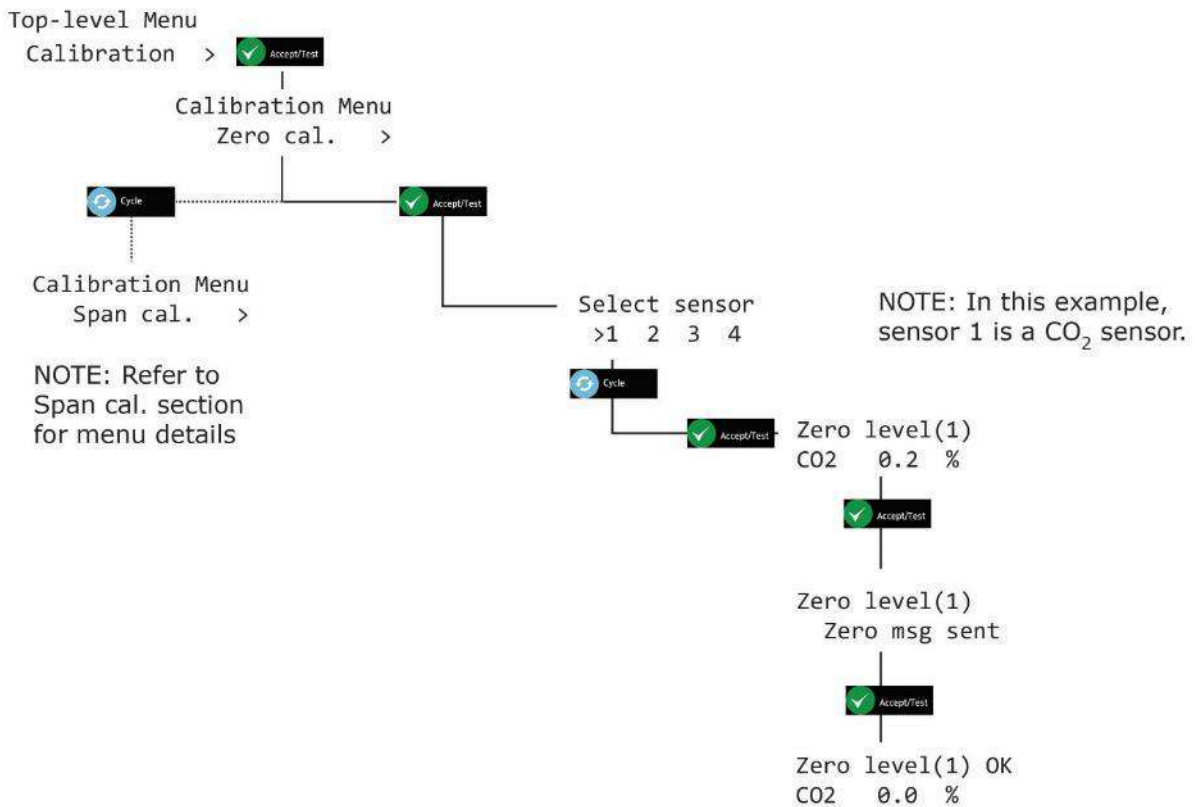 Top-level Menu
Calibration > Accept/Test
Calibration Menu
Zero cal. >
Cycle
Accept/Test
Calibration Menu
Span cal. >
NOTE: Refer to
Span cal. section
for menu details
Select sensor
>1 2 3 4
NOTE: In this example,
sensor 1 is a CO₂ sensor.
Cycle
Accept/Test
Zero level(1)
CO2 0.2 %
Accept/Test
Zero level(1)
Zero msg sent
Accept/Test
Zero level(1) OK
CO2 0.0 %